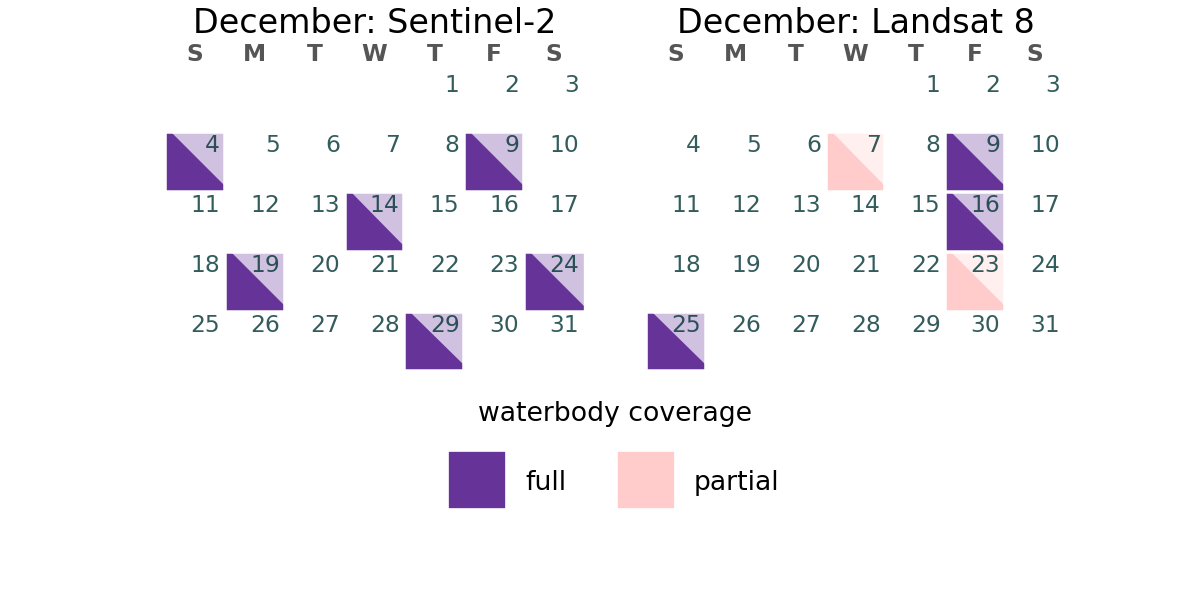 December: Sentinel-2
S M T W T F S
1 2 3
4 5 6 7 8 9 10
11 12 13 14 15 16 17
18 19 20 21 22 23 24
25 26 27 28 29 30 31
December: Landsat 8
S M T W T F S
1 2 3
4 5 6 7 8 9 10
11 12 13 14 15 16 17
18 19 20 21 22 23 24
25 26 27 28 29 30 31
waterbody coverage
full partial